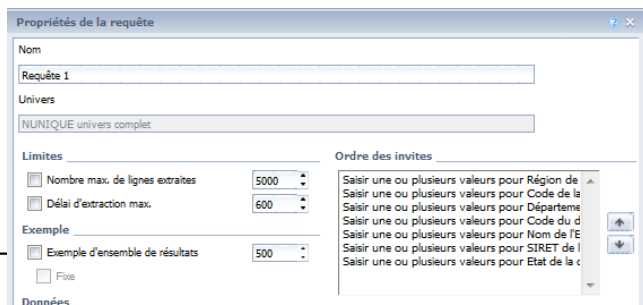 Propriétés de la requête
Nom
Requête 1
Univers
NUNIQUE univers complet
Limites
Nombre max. de lignes extraites 5000
Délai d'extraction max. 600
Exemple
Exemple d'ensemble de résultats 500
Fixe
Données
Ordre des invites
Saisir une ou plusieurs valeurs pour Région de
Saisir une ou plusieurs valeurs pour Code de la
Saisir une ou plusieurs valeurs pour Départeme
Saisir une ou plusieurs valeurs pour Code du d
Saisir une ou plusieurs valeurs pour Nom de l'E
Saisir une ou plusieurs valeurs pour SIRET de l
Saisir une ou plusieurs valeurs pour Etat de la c